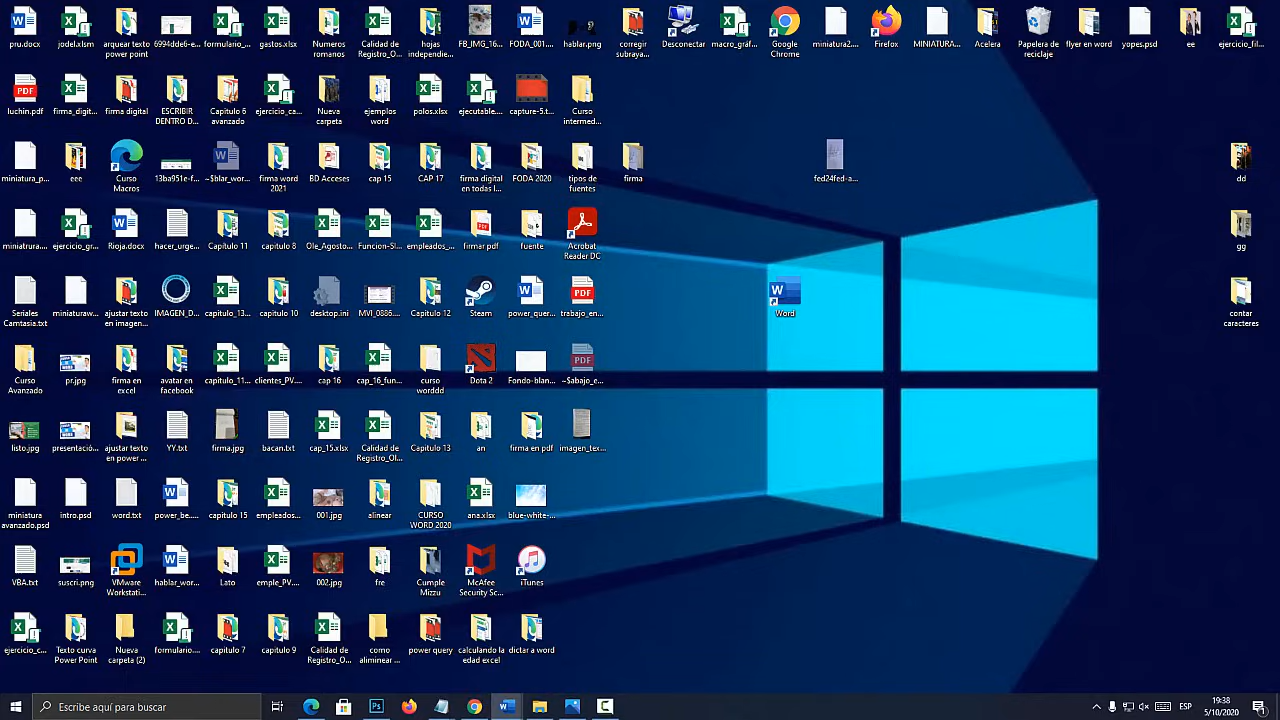 pru.docx
jodel.xlsm
arquear texto
power point
6994dde6-e...
formulario_...
gastos.xlsx
Numeros
romanos
Calidad de
Registro_O...
hojas
independie...
FB_IMG_16...
FODA_001....
hablar.png
corregir
subraya...
Desconectar
macro_gráf...
Google
Chrome
miniatura2....
Firefox
MINIATURA...
Acelera
Papelera de
reciclaje
flyer en word
yopes.psd
ee
ejercicio_fit...
luchin.pdf
firma_digit...
firma digital
ESCRIBIR
DENTRO D...
Capitulo 6
avanzado
ejercicio_ca...
Nueva
carpeta
ejemplos
word
polos.xlsx
ejecutable....
capture-5.t...
Curso
intermed...
miniatura_p...
eee
Curso
Macros
13ba951e-f...
~$blar_wor...
firma word
2021
BD Acceses
cap 15
CAP 17
firma digital
en todas l...
FODA 2020
tipos de
fuentes
firma
fed24fed-a...
dd
miniatura....
ejercicio_gr...
Rioja.docx
hacer_urge...
Capitulo 11
capitulo 8
Ole_Agosto...
Funcion-SI...
empleados_...
firmar pdf
fuente
Acrobat
Reader DC
gg
Seriales
Camtasia.txt
miniaturaw...
ajustar texto
en imagen...
IMAGEN_D...
capitulo_13...
capitulo 10
desktop.ini
MVI_0886....
Capitulo 12
Steam
power_quer...
trabajo_en...
Word
contar
caracteres
Curso
Avanzado
pr.jpg
firma en
excel
avatar en
facebook
capitulo_11...
clientes_PV...
cap 16
cap_16_fun...
curso
worddd
Dota 2
Fondo-blan...
~$abajo_e...
listo.jpg
presentació...
ajustar texto
en power ...
YY.txt
firma.jpg
bacan.txt
cap_15.xlsx
Calidad de
Registro_Ol...
Capitulo 13
an
firma en pdf
imagen_tex...
miniatura
avanzado.psd
intro.psd
word.txt
power_be....
capitulo 15
empleados...
001.jpg
alinear
CURSO
WORD 2020
ana.xlsx
blue-white-...
VBA.txt
suscri.png
VMware
Workstati...
hablar_wor...
Lato
emple_PV....
002.jpg
fre
Cumple
Mizzu
McAfee
Security Sc...
iTunes
ejercicio_c...
Texto curva
Power Point
Nueva
carpeta (2)
formulario....
capitulo 7
capitulo 9
Calidad de
Registro_O...
como
aliminear ...
power query
calculando la
edad excel
dictar a word
Escribe aquí para buscar
ESP
19:38
5/10/2020